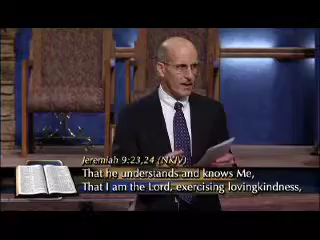 Jeremiah 9:23,24 (NKJV):
That he understands and knows Me,
That I am the Lord, exercising lovingkindness,